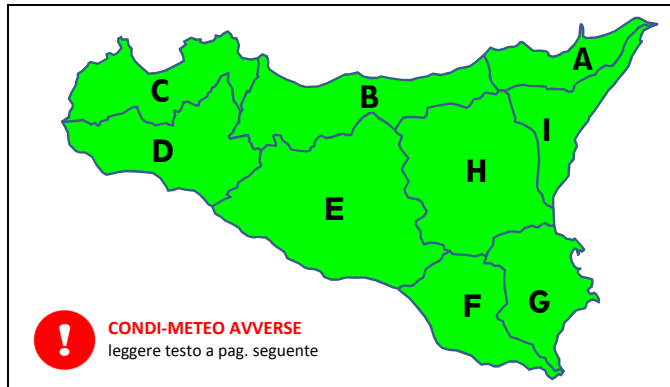 A
C
B
I
D
H
E
F
G
!
CONDI-METEO AVVERSE
leggere testo a pag. seguente